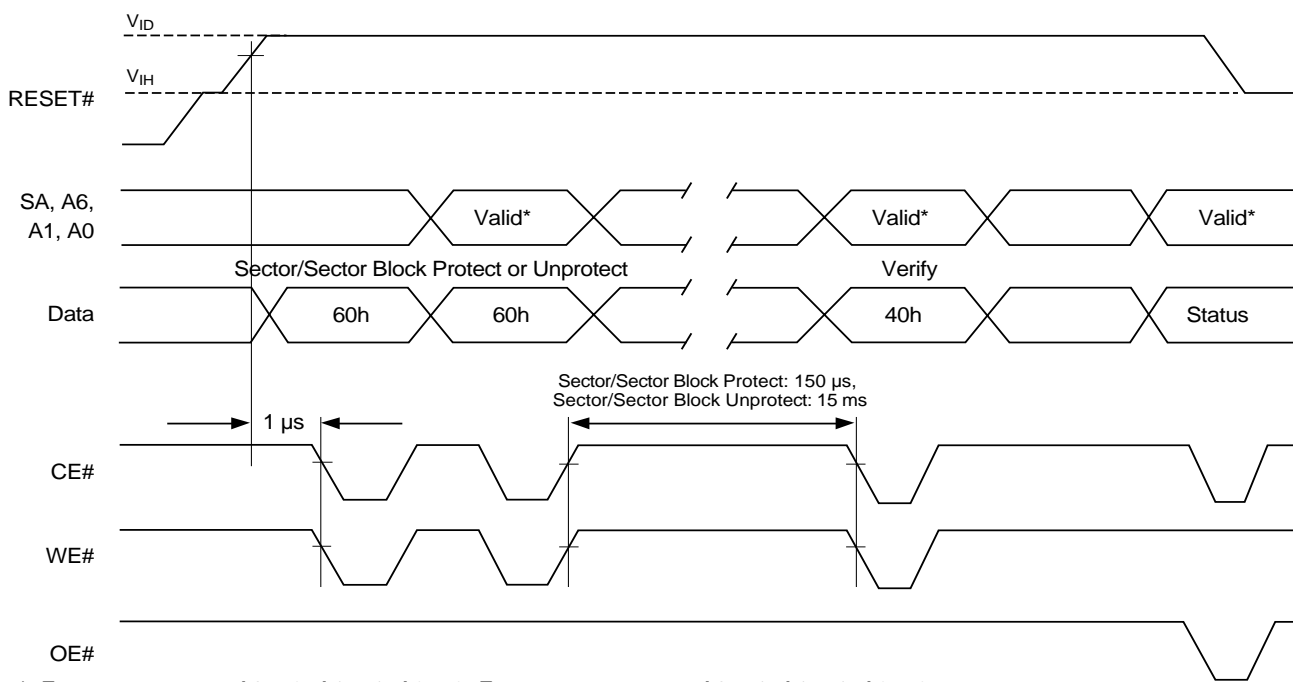 VID
VIH
RESET#
SA, A6,
A1, A0
Valid*
Valid*
Valid*
Sector/Sector Block Protect or Unprotect
Verify
Data
60h
60h
40h
Status
Sector/Sector Block Protect: 150 µs,
Sector/Sector Block Unprotect: 15 ms
1 µs
CE#
WE#
OE#